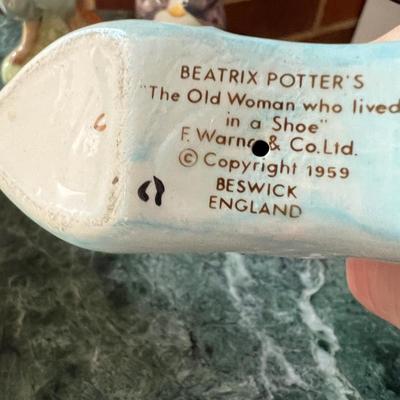 BEATRIX POTTER'S
"The Old Woman who lived
in a Shoe"
F. Warne & Co.Ltd.
© Copyright 1959
BESWICK
ENGLAND